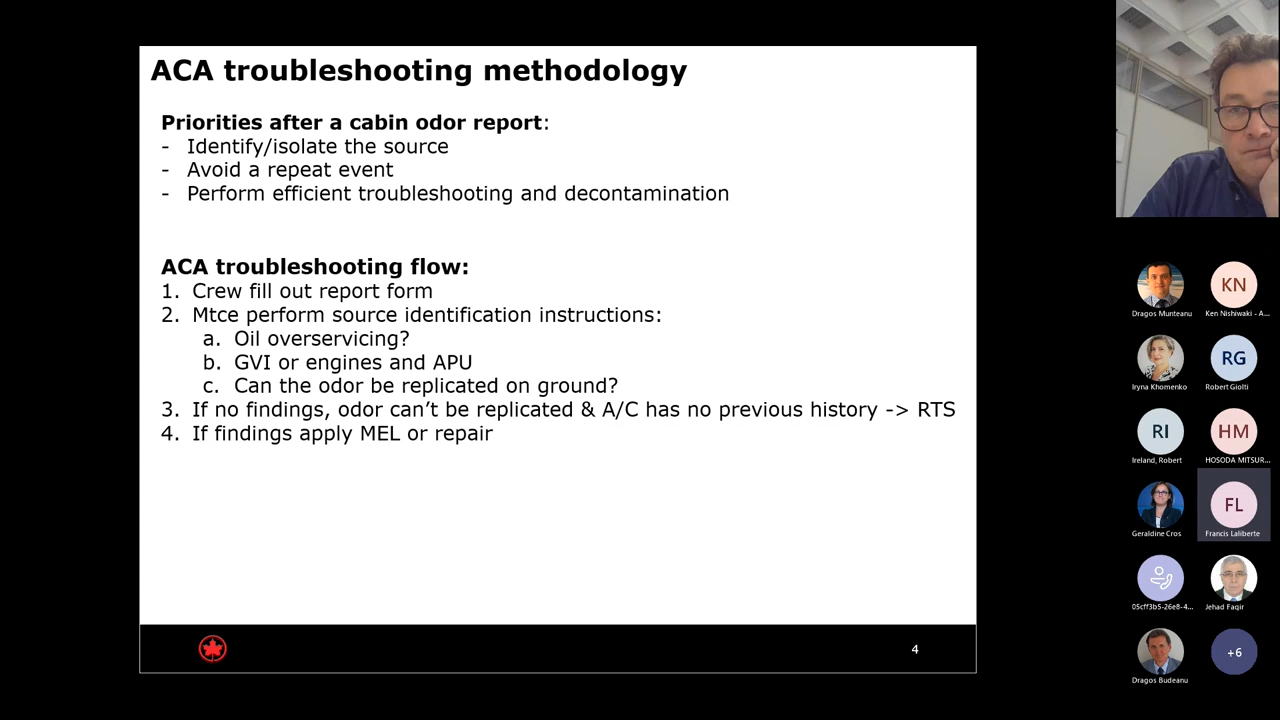 ACA troubleshooting methodology
Priorities after a cabin odor report:
- Identify/isolate the source
- Avoid a repeat event
- Perform efficient troubleshooting and decontamination
ACA troubleshooting flow:
1. Crew fill out report form
2. Mtce perform source identification instructions:
a. Oil overservicing?
b. GVI or engines and APU
c. Can the odor be replicated on ground?
3. If no findings, odor can't be replicated & A/C has no previous history -> RTS
4. If findings apply MEL or repair
4
Dragos Munteanu
KN
Ken Nishiwaki - A...
Iryna Khomenko
RG
Robert Giolti
RI
Ireland, Robert
HM
HOSODA MITSUR...
Geraldine Cros
FL
Francis Laliberte
05cff3b5-26e8-4...
Jehad Faqir
Dragos Budeanu
+6